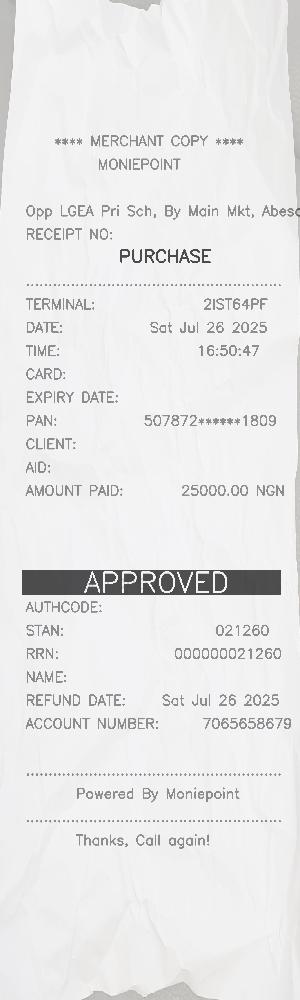 **** MERCHANT COPY ****
MONIEPOINT
Opp LGEA Pri Sch, By Main Mkt,
RECEIPT NO:
PURCHASE
TERMINAL: 2IST64PF
DATE: Sat Jul 26 2025
TIME: 16:50:47
CARD:
EXPIRY DATE:
PAN: 507872******1809
CLIENT:
AID:
AMOUNT PAID: 25000.00 NGN
APPROVED
AUTHCODE:
STAN: 021260
RRN: 000000021260
NAME:
REFUND DATE: Sat Jul 26 2025
ACCOUNT NUMBER: 7065658679
Powered By Moniepoint
Thanks, Call again!